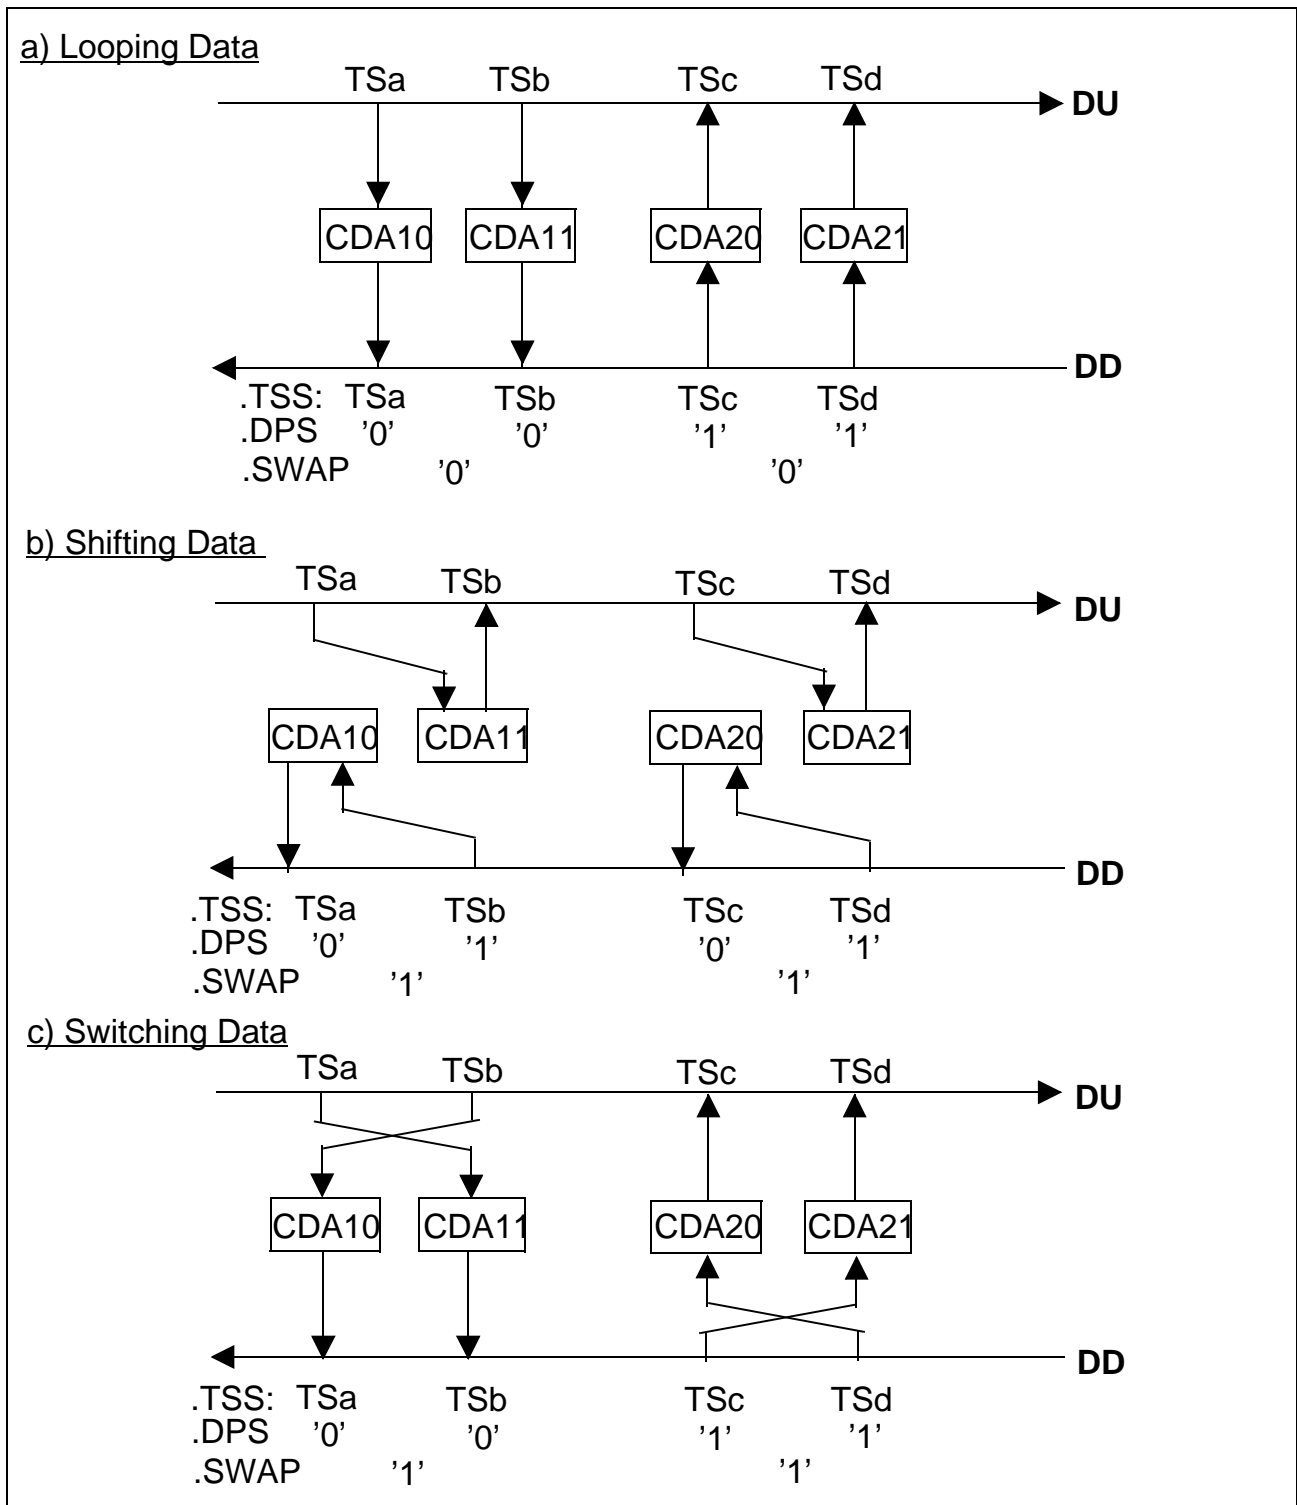 a) Looping Data
TSa TSb TSc TSd
DU
CDA10 CDA11 CDA20 CDA21
DD
.TSS: TSa TSb TSc TSd
.DPS ’0’ ’0’ ’1’ ’1’
.SWAP ’0’ ’0’
b) Shifting Data
TSa TSb TSc TSd
DU
CDA10 CDA11 CDA20 CDA21
DD
.TSS: TSa TSb TSc TSd
.DPS ’0’ ’1’ ’0’ ’1’
.SWAP ’1’ ’1’
c) Switching Data
TSa TSb TSc TSd
DU
CDA10 CDA11 CDA20 CDA21
DD
.TSS: TSa TSb TSc TSd
.DPS ’0’ ’0’ ’1’ ’1’
.SWAP ’1’ ’1’